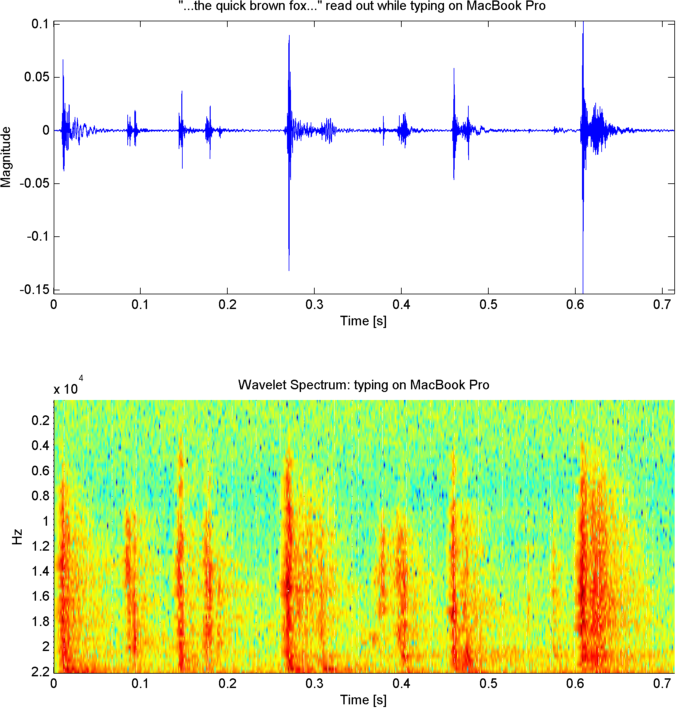 "...the quick brown fox..." read out while typing on MacBook Pro
0.1
0.05
0
-0.05
-0.1
-0.15
Magnitude
0 0.1 0.2 0.3 0.4 0.5 0.6 0.7
Time [s]
Wavelet Spectrum: typing on MacBook Pro
x 10^4
0.2
0.4
0.6
0.8
1
1.2
1.4
1.6
1.8
2
2.2
Hz
0 0.1 0.2 0.3 0.4 0.5 0.6 0.7
Time [s]